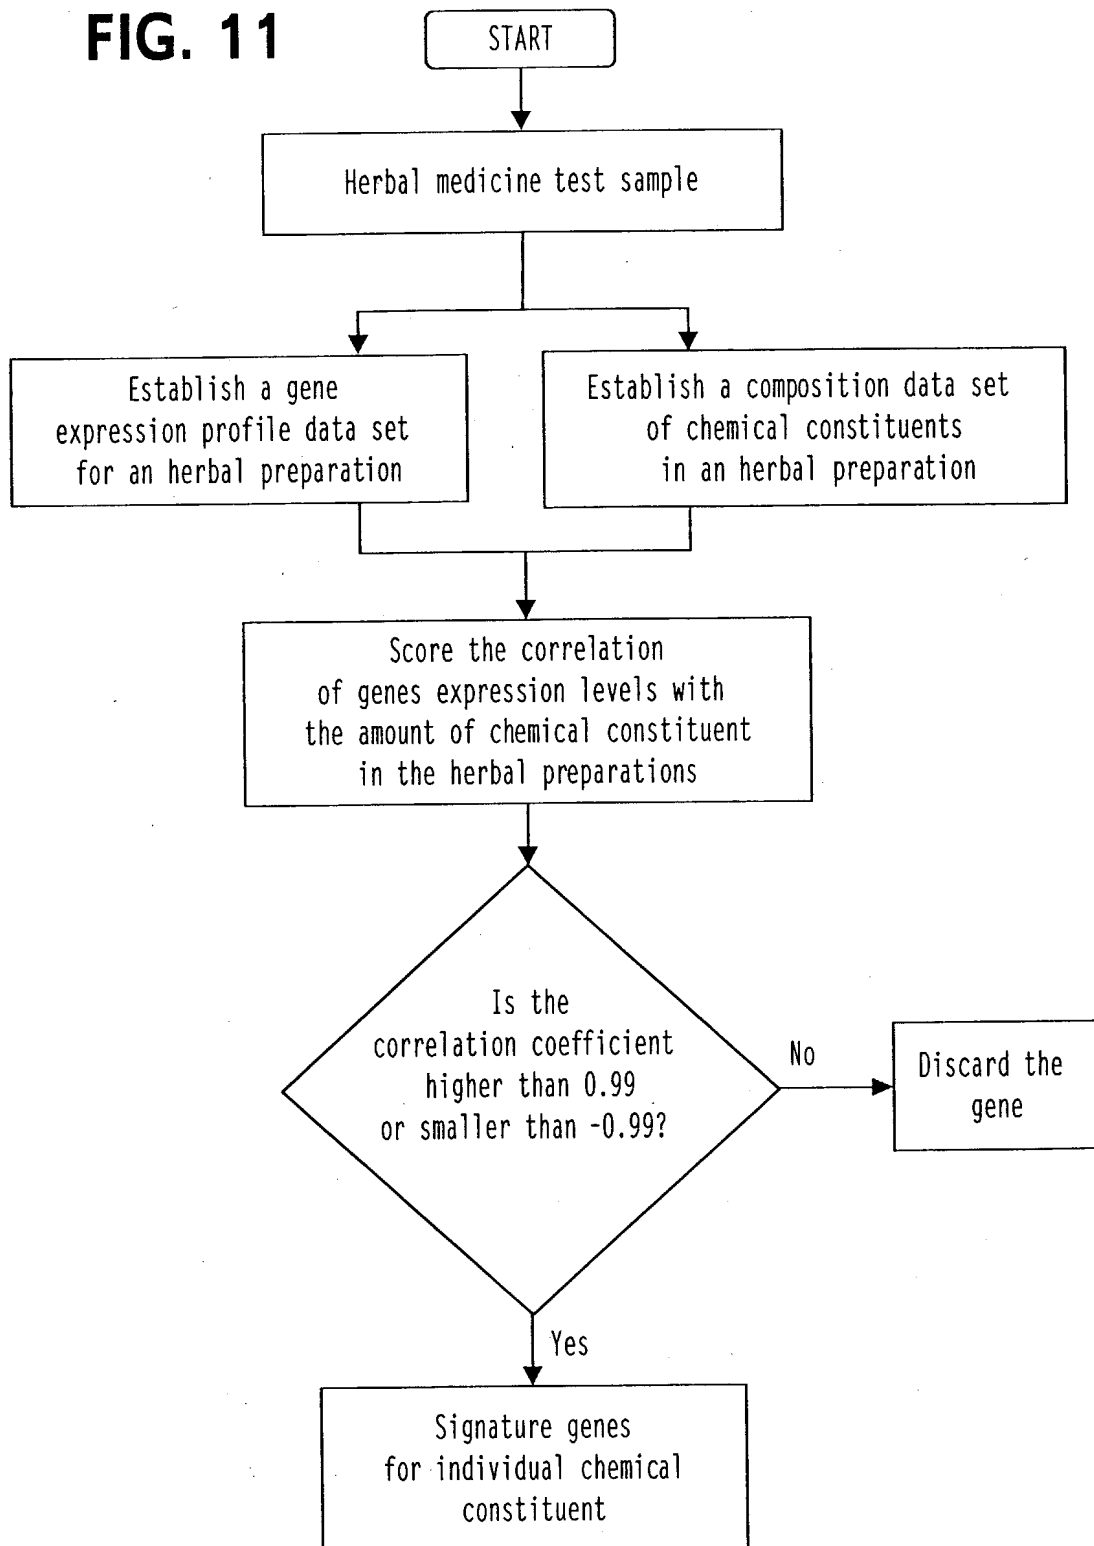 FIG. 11
START
Herbal medicine test sample
Establish a gene
expression profile data set
for an herbal preparation
Establish a composition data set
of chemical constituents
in an herbal preparation
Score the correlation
of genes expression levels with
the amount of chemical constituent
in the herbal preparations
Is the
correlation coefficient
higher than 0.99
or smaller than -0.99?
No
Discard the
gene
Yes
Signature genes
for individual chemical
constituent